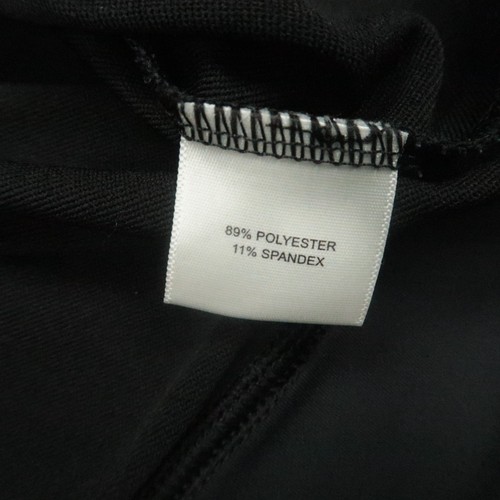 89% POLYESTER
11% SPANDEX